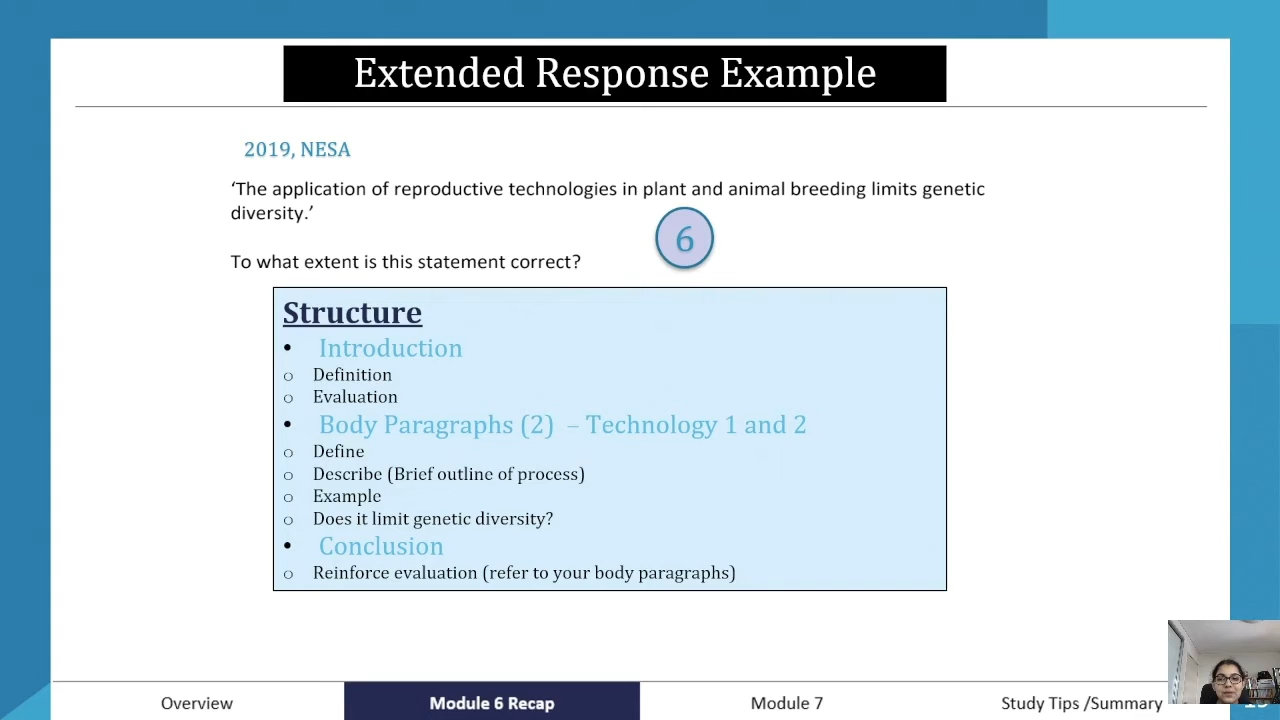 Extended Response Example
2019, NESA
‘The application of reproductive technologies in plant and animal breeding limits genetic
diversity.’
6
To what extent is this statement correct?
Structure
• Introduction
o Definition
o Evaluation
• Body Paragraphs (2) – Technology 1 and 2
o Define
o Describe (Brief outline of process)
o Example
o Does it limit genetic diversity?
• Conclusion
o Reinforce evaluation (refer to your body paragraphs)
Overview
Module 6 Recap
Module 7
Study Tips /Summary